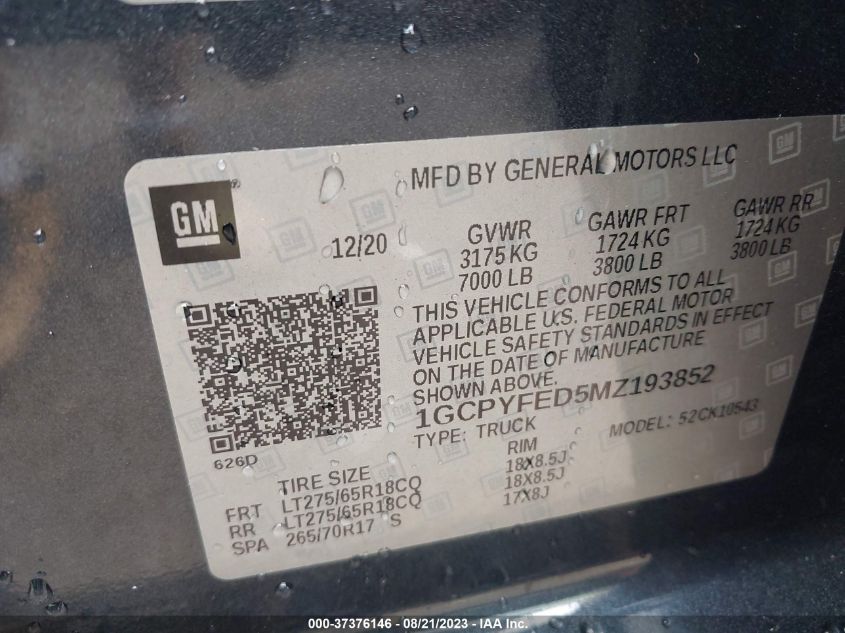 MFD BY GENERAL MOTORS LLC
GM
®
12/20
GVWR GAWR FRT GAWR RR
3175 KG 1724 KG 1724 KG
7000 LB 3800 LB 3800 LB
THIS VEHICLE CONFORMS TO ALL
APPLICABLE U.S. FEDERAL MOTOR
VEHICLE SAFETY STANDARDS IN EFFECT
ON THE DATE OF MANUFACTURE
SHOWN ABOVE.
1GCPYFED5MZ193852
TYPE: TRUCK MODEL: 52CK10543
626D
TIRE SIZE RIM
FRT LT275/65R18CQ 18X8.5J
RR LT275/65R18CQ 18X8.5J
SPA 265/70R17 S 17X8J
000-37376146 - 08/21/2023 - ©IAA, Inc.